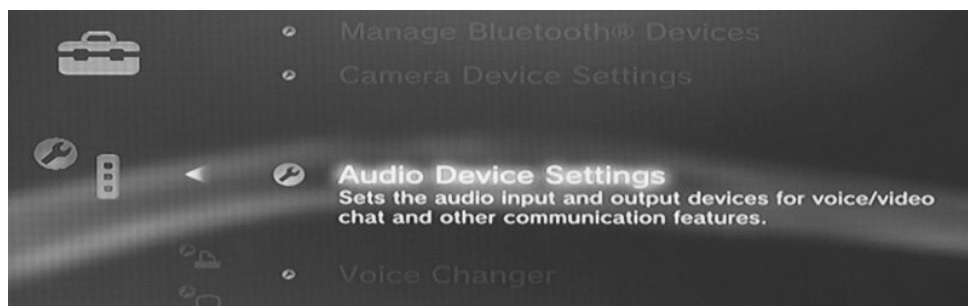 Manage Bluetooth® Devices
Camera Device Settings
Audio Device Settings
Sets the audio input and output devices for voice/video
chat and other communication features.
Voice Changer